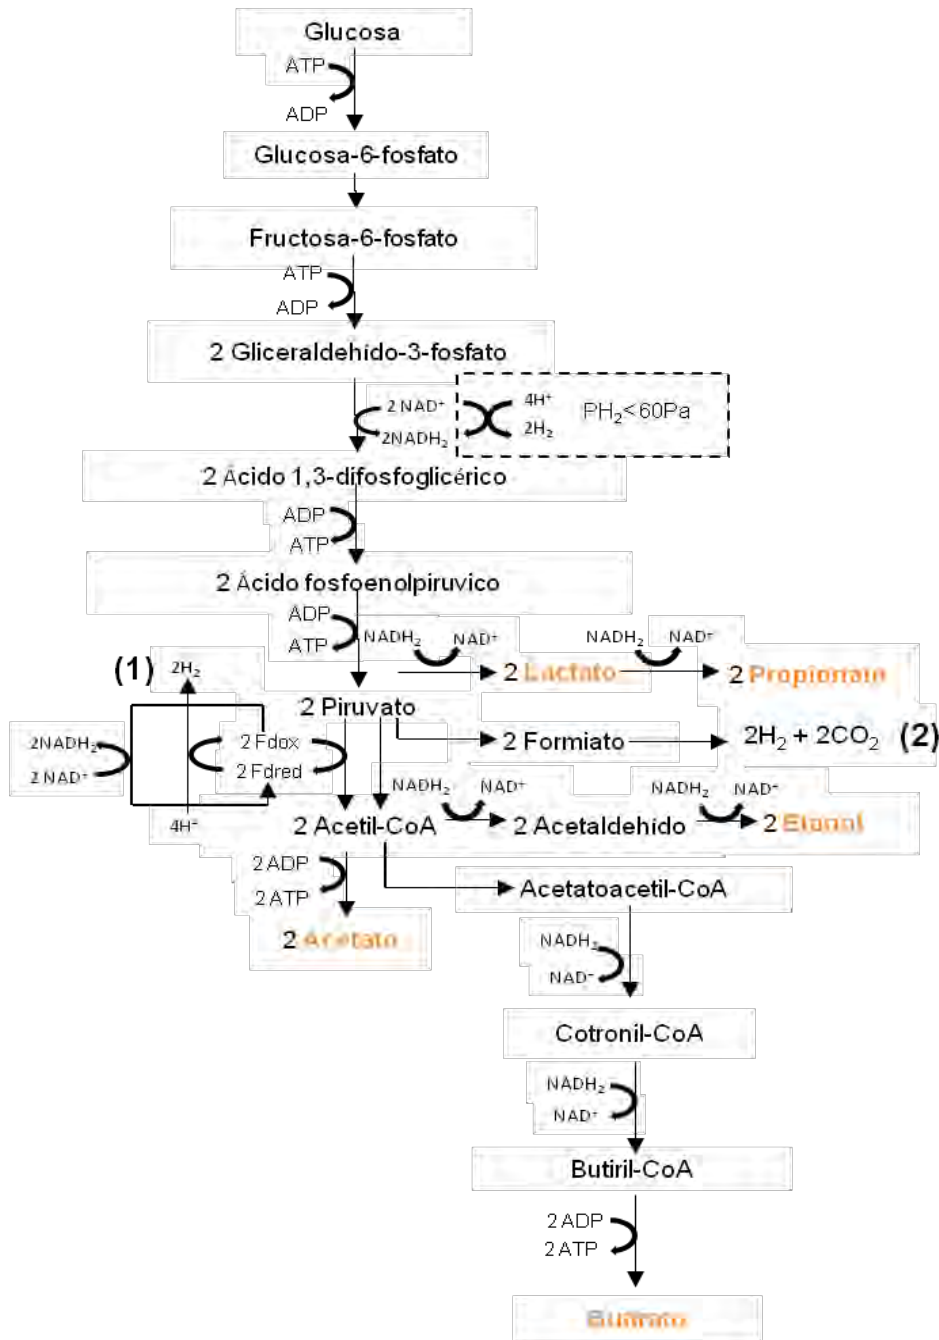 Glucosa
ATP
ADP
Glucosa-6-fosfato
Fructosa-6-fosfato
ATP
ADP
2 Gliceraldehído-3-fosfato
2 NAD⁺
2NADH₂
4H⁺
2H₂
PH₂<60Pa
2 Ácido 1,3-difosfoglicérico
ADP
ATP
2 Ácido fosfoenolpiruvico
ADP
ATP
NADH₂
NAD⁺
NADH₂
NAD⁺
(1)
2H₂
2 Lactato
2 Propionato
2 Piruvato
2NADH₂
2 NAD⁺
2 Fdox
2 Fdred
2 Formiato
2H₂ + 2CO₂
(2)
NADH₂
NAD⁺
NADH₂
NAD⁺
4H⁺
2 Acetil-CoA
2 Acetaldehído
2 Etanol
2 ADP
2 ATP
Acetatoacetil-CoA
2 Acetato
NADH₂
NAD⁺
Cotronil-CoA
NADH₂
NAD⁺
Butiril-CoA
2 ADP
2 ATP
Butirato